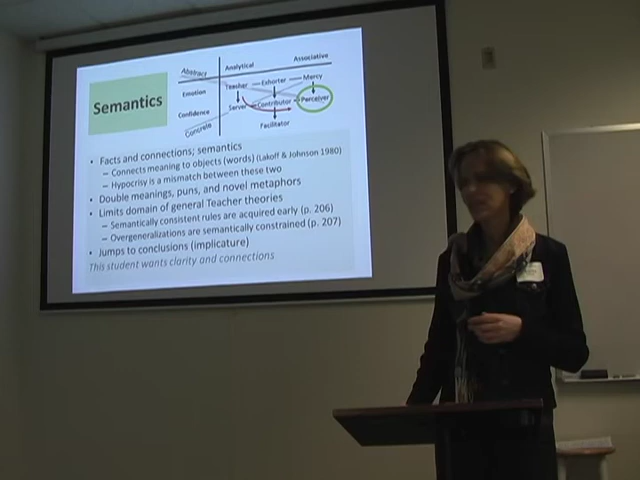 Semantics
Analytical
Associative
Abstract
Emotion
Confidence
Concrete
Teacher
Exhorter
Mercy
Server
Contributor
Perceiver
Facilitator
• Facts and connections; semantics
– Connects meaning to objects (words) (Lakoff & Johnson 1980)
– Hypocrisy is a mismatch between these two
• Double meanings, puns, and novel metaphors
• Limits domain of general Teacher theories
– Semantically consistent rules are acquired early (p. 206)
– Overgeneralizations are semantically constrained (p. 207)
• Jumps to conclusions (implicature)
This student wants clarity and connections